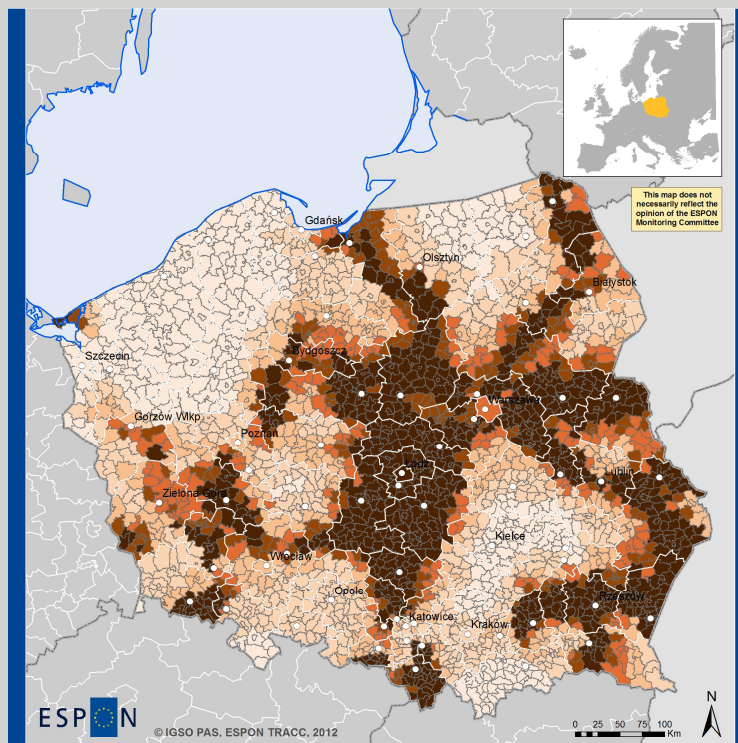 This map does not
necessarily reflect the
opinion of the ESPON
Monitoring Committee
Gdańsk
Olsztyn
Białystok
Szczecin
Bydgoszcz
Gorzów Wlkp
Poznań
Warszawa
Łódź
Zielona Góra
Lublin
Wrocław
Kielce
Opole
Katowice
Kraków
Rzeszów
ESPON
© IGSO PAS, ESPON TRACC, 2012
N
0 25 50 75 100
Km